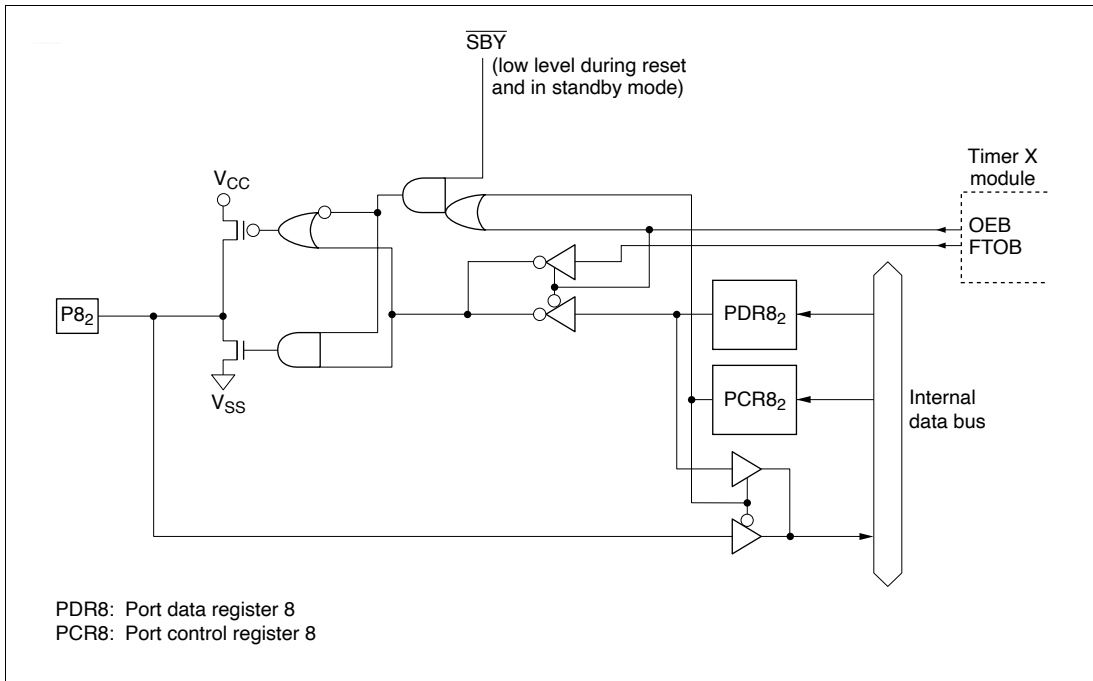 SBY
(low level during reset
and in standby mode)
Timer X
module
VCC
OEB
FTOB
P82
PDR82
PCR82
VSS
Internal
data bus
PDR8: Port data register 8
PCR8: Port control register 8